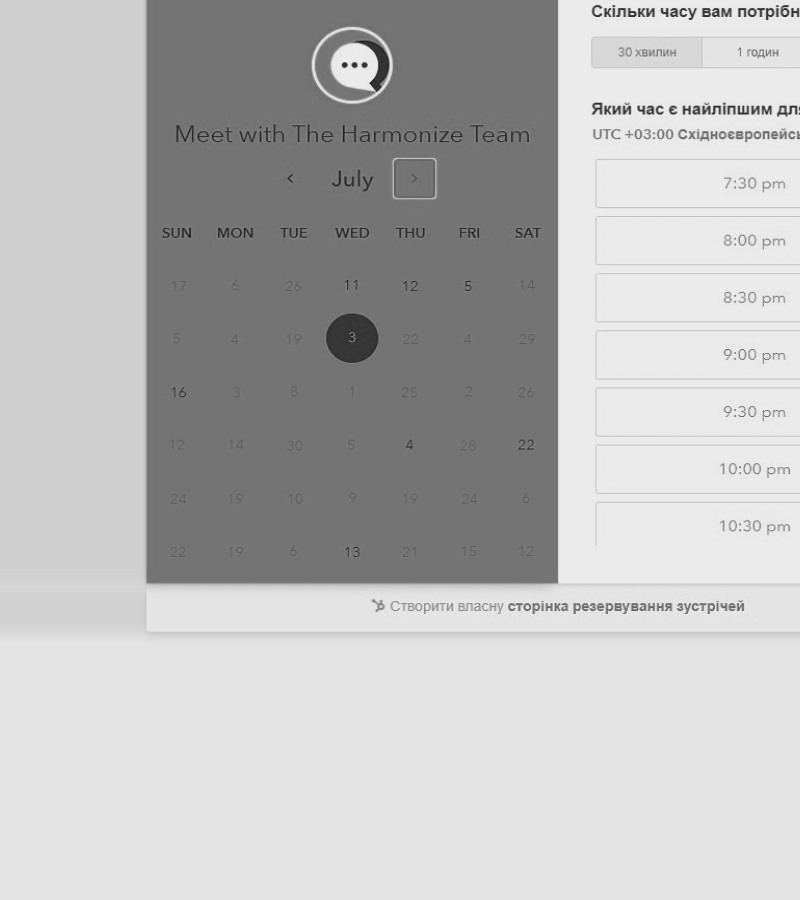 Meet with The Harmonize Team
July
SUN MON TUE WED THU FRI SAT
17 6 26 11 12 5 14
5 4 19 3 22 4 29
16 3 8 1 25 2 26
12 14 30 5 4 28 22
24 19 10 9 19 24 6
22 19 6 13 21 15 12
Скільки часу вам
30 хвилин 1 годин
Який час є найліпшим
UTC +03:00
7:30 pm
8:00 pm
8:30 pm
9:00 pm
9:30 pm
10:00 pm
10:30 pm
Створити власну сторінка резервування зустрічей